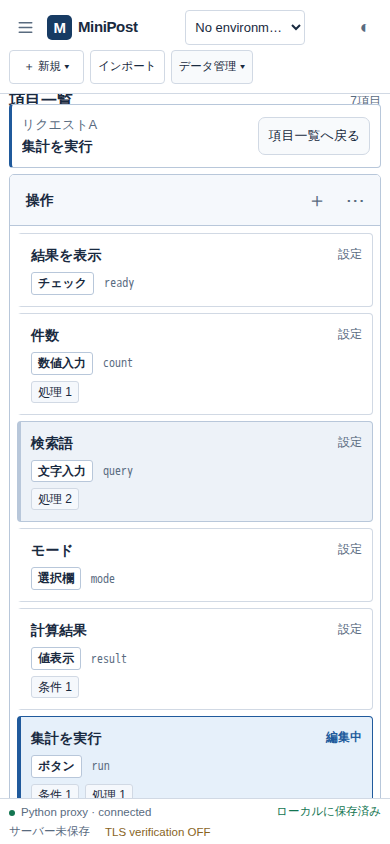 M MiniPost No environm…
＋ 新規 ▾ インポート データ管理 ▾
項目一覧 7項目
リクエストA
集計を実行
項目一覧へ戻る
操作 ＋ …
結果を表示 設定
チェック ready
件数 設定
数値入力 count
処理 1
検索語 設定
文字入力 query
処理 2
モード 設定
選択欄 mode
計算結果 設定
値表示 result
条件 1
集計を実行 編集中
ボタン run
条件 1 処理 1
Python proxy · connected ローカルに保存済み
サーバー未保存 TLS verification OFF